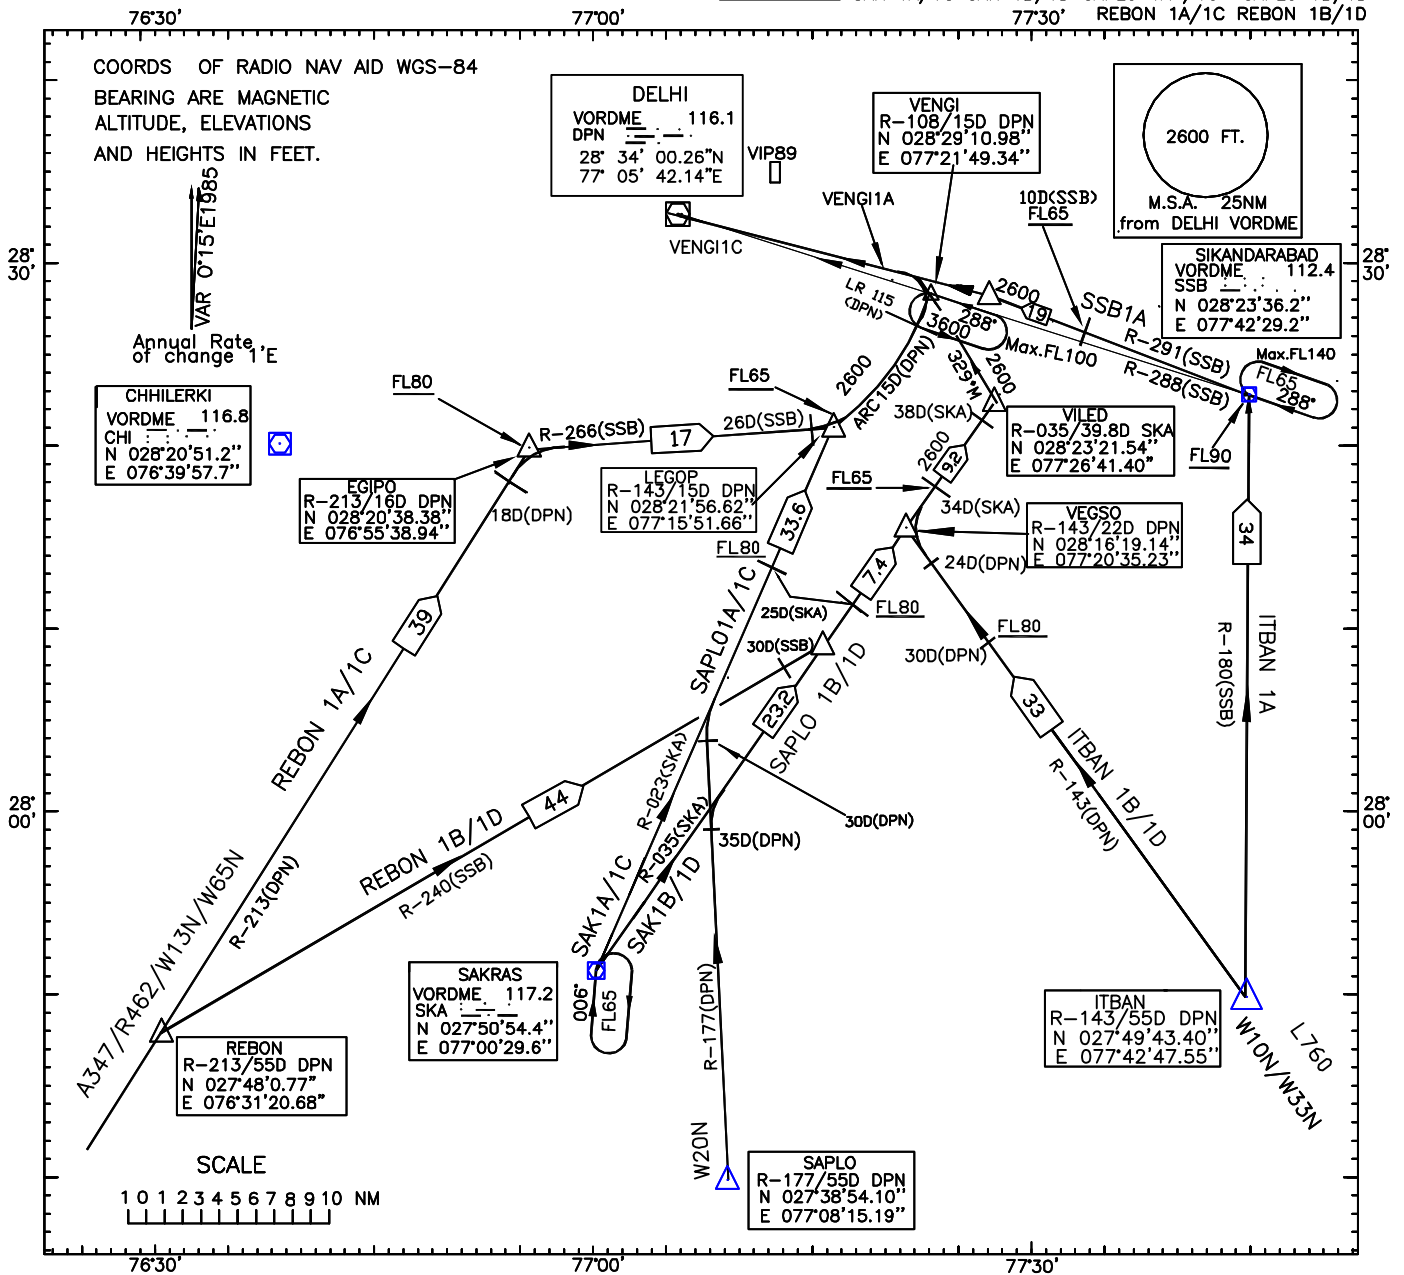 76°30' 77°00' 77°30'
REBON 1A/1C REBON 1B/1D
COORDS OF RADIO NAV AID WGS-84
BEARING ARE MAGNETIC
ALTITUDE, ELEVATIONS
AND HEIGHTS IN FEET.
VAR 0°15'E1985
Annual Rate
of change 1'E
DELHI
VORDME 116.1
DPN
28° 34' 00.26"N
77° 05' 42.14"E
VIP89
VENGI
R-108/15D DPN
N 028°29'10.98"
E 077°21'49.34"
2600 FT.
M.S.A. 25NM
from DELHI VORDME
VENGI1A
VENGI1C
10D(SSB)
FL65
28°
30'
28°
30'
SIKANDARABAD
VORDME 112.4
SSB
N 028°23'36.2"
E 077°42'29.2"
LR 115
(DPN)
2600
19
SSB1A
R-291(SSB)
R-288(SSB)
288°
3600
Max.FL100
Max.FL140
FL65
288°
FL90
CHHILERKI
VORDME 116.8
CHI
N 028°20'51.2"
E 076°39'57.7"
FL80
R-266(SSB)
17
26D(SSB)
FL65
2600
ARC15D(DPN)
329°M
2600
38D(SKA)
VILED
R-035/39.8D SKA
N 028°23'21.54"
E 077°26'41.40"
EGIPO
R-213/16D DPN
N 028°20'38.38"
E 076°55'38.94"
18D(DPN)
LEGOP
R-143/15D DPN
N 028°21'56.62"
E 077°15'51.66"
2600
9.2
FL65
34D(SKA)
VEGSO
R-143/22D DPN
N 028°16'19.14"
E 077°20'35.23"
24D(DPN)
33.6
FL80
7.4
25D(SKA)
FL80
FL80
30D(DPN)
30D(SSB)
34
R-180(SSB)
ITBAN 1A
39
REBON 1A/1C
SAPLO1A/1C
23.2
SAPLO 1B/1D
33
ITBAN 1B/1D
R-143(DPN)
R-023(SKA)
R-035(SKA)
44
REBON 1B/1D
R-240(SSB)
30D(DPN)
35D(DPN)
28°
00'
28°
00'
A347/R462/W13N/W65N
R-213(DPN)
SAK1A/1C
SAK1B/1D
SAKRAS
VORDME 117.2
SKA
N 027°50'54.4"
E 077°00'29.6"
006°
FL65
R-177(DPN)
ITBAN
R-143/55D DPN
N 027°49'43.40"
E 077°42'47.55"
W10N/W33N
L760
REBON
R-213/55D DPN
N 027°48'0.77"
E 076°31'20.68"
W20N
SAPLO
R-177/55D DPN
N 027°38'54.10"
E 077°08'15.19"
SCALE
1 0 1 2 3 4 5 6 7 8 9 10 NM
76°30' 77°00' 77°30'